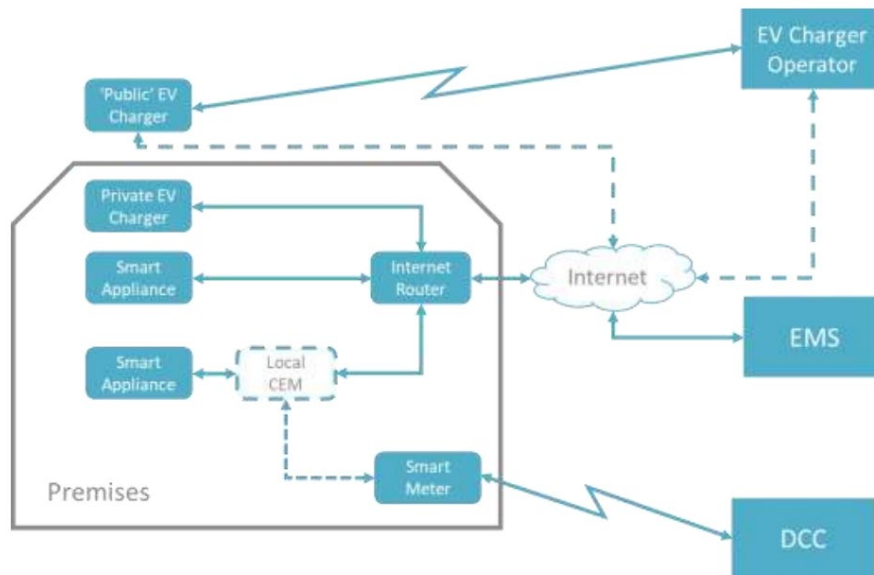 EV Charger
Operator
'Public' EV
Charger
Private EV
Charger
Smart
Appliance
Internet
Router
Internet
EMS
Smart
Appliance
Local
CEM
Smart
Meter
Premises
DCC